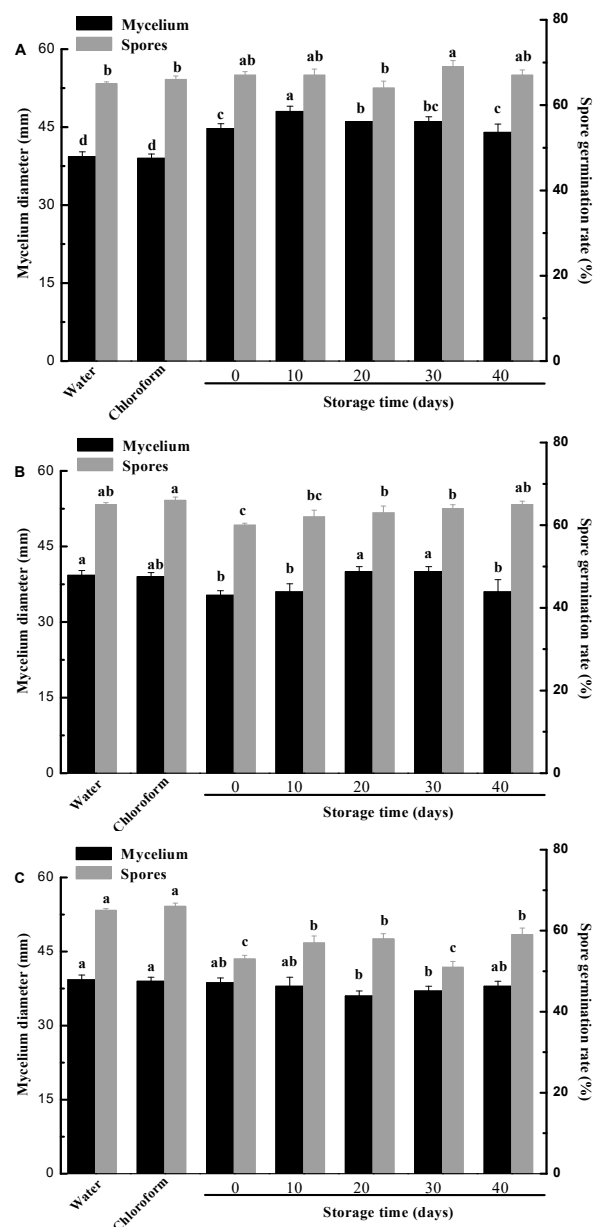 A
Mycelium
Spores
Mycelium diameter (mm)
60
45
30
15
0
80
60
40
20
0
Spore germination rate (%)
d b d b c ab a ab b b bc a c ab
Water Chloroform 0 10 20 30 40
Storage time (days)
B
Mycelium
Spores
Mycelium diameter (mm)
60
45
30
15
0
80
60
40
20
0
Spore germination rate (%)
a ab ab a b c b bc a b a b b ab
Water Chloroform 0 10 20 30 40
Storage time (days)
C
Mycelium
Spores
Mycelium diameter (mm)
60
45
30
15
0
80
60
40
20
0
Spore germination rate (%)
a a a a ab c ab b b b b c ab b
Water Chloroform 0 10 20 30 40
Storage time (days)